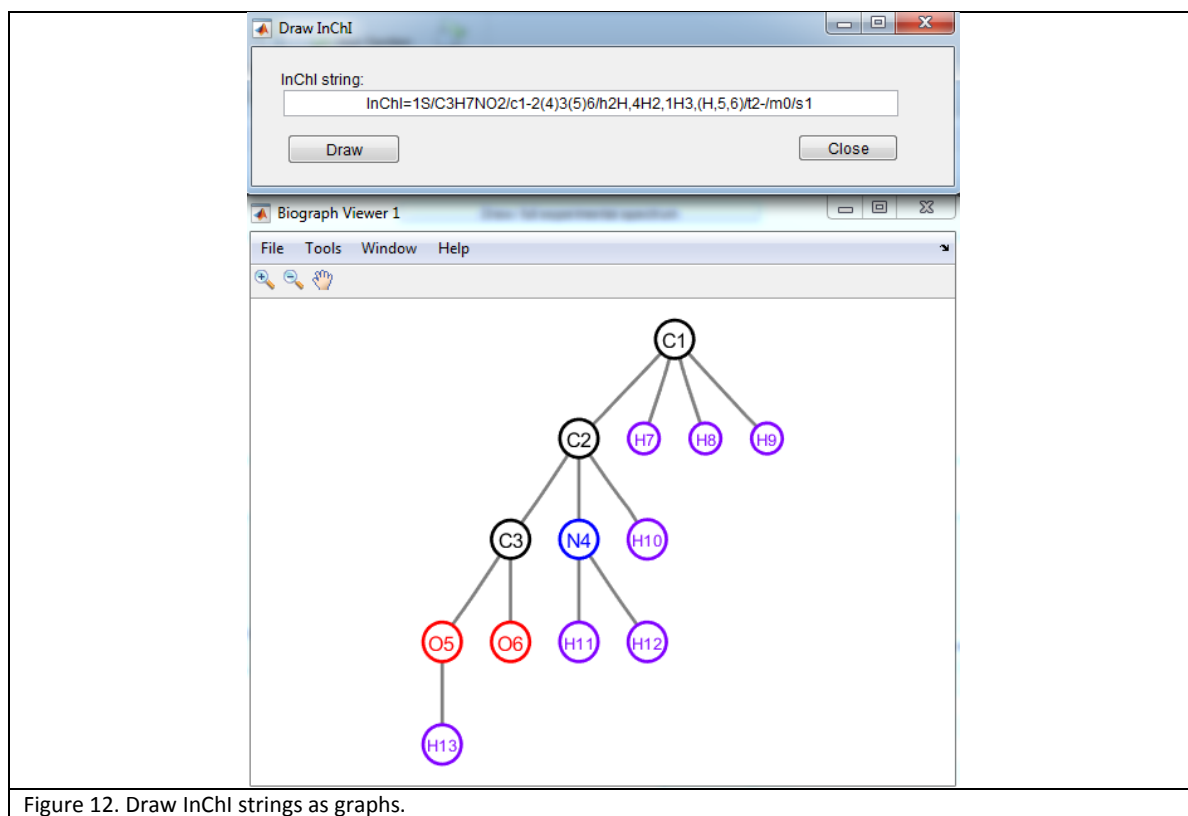 Draw InChI
X
InChI string:
InChI=1S/C3H7NO2/c1-2(4)3(5)6/h2H,4H2,1H3,(H,5,6)/t2-/m0/s1
Draw
Close
Biograph Viewer 1
File Tools Window Help
C1
C2 H7 H8 H9
C3 N4 H10
O5 O6 H11 H12
H13
Figure 12. Draw InChI strings as graphs.